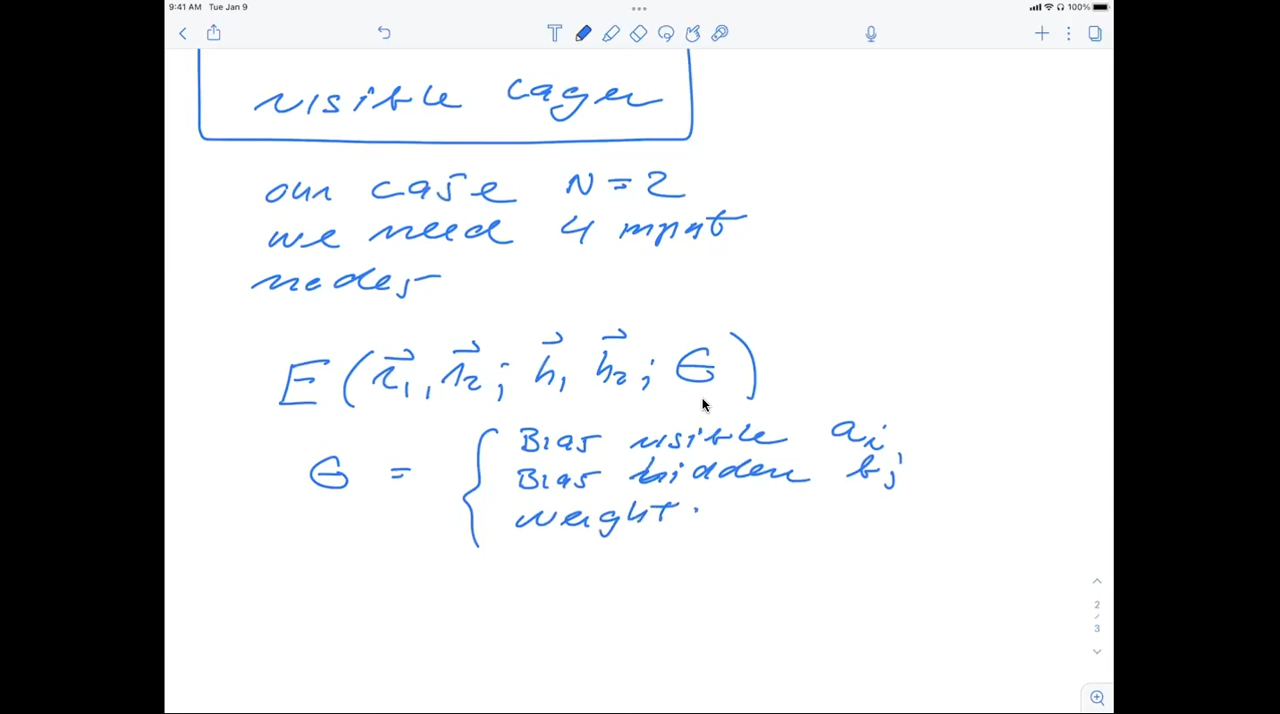 9:41 AM Tue Jan 9
100%
visible layer
our case N=2
we need 4 input
nodes
E(r⃗₁, r⃗₂; h⃗₁ h⃗₂; Θ)
Θ = { Bias visible aᵢ
Bias hidden bⱼ
weight.
2
/
3